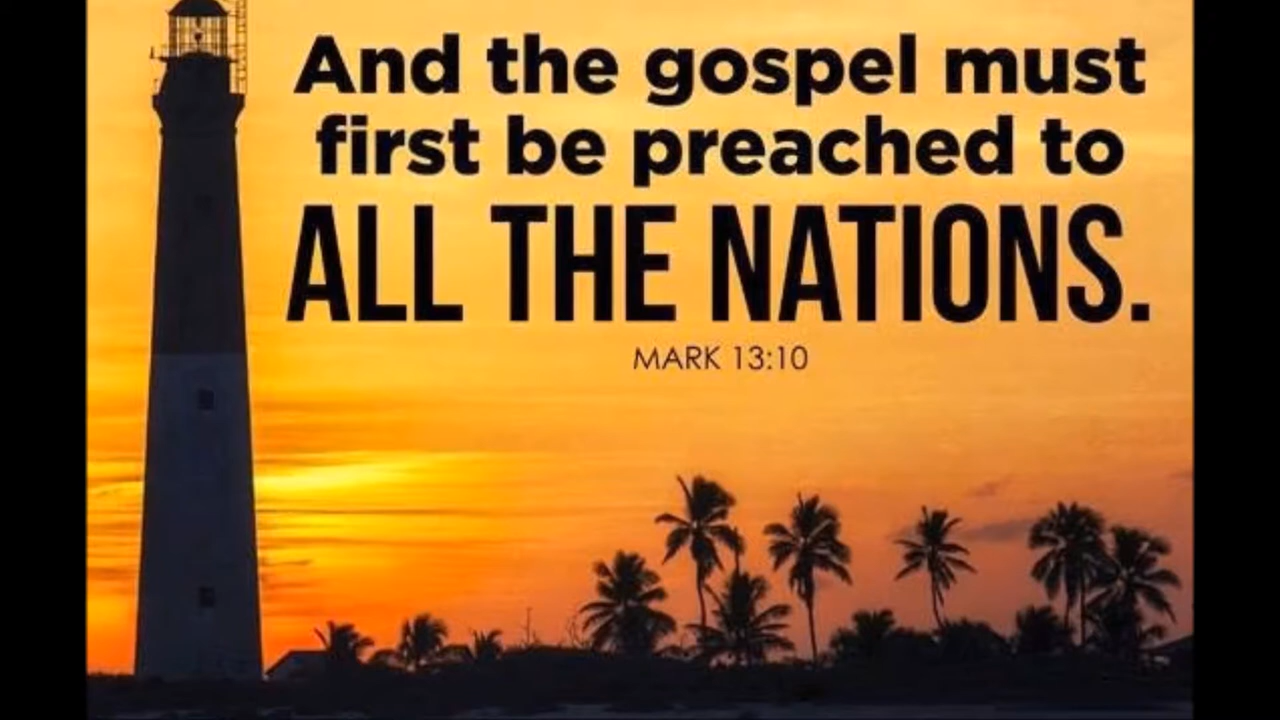 And the gospel must
first be preached to
ALL THE NATIONS.
MARK 13:10